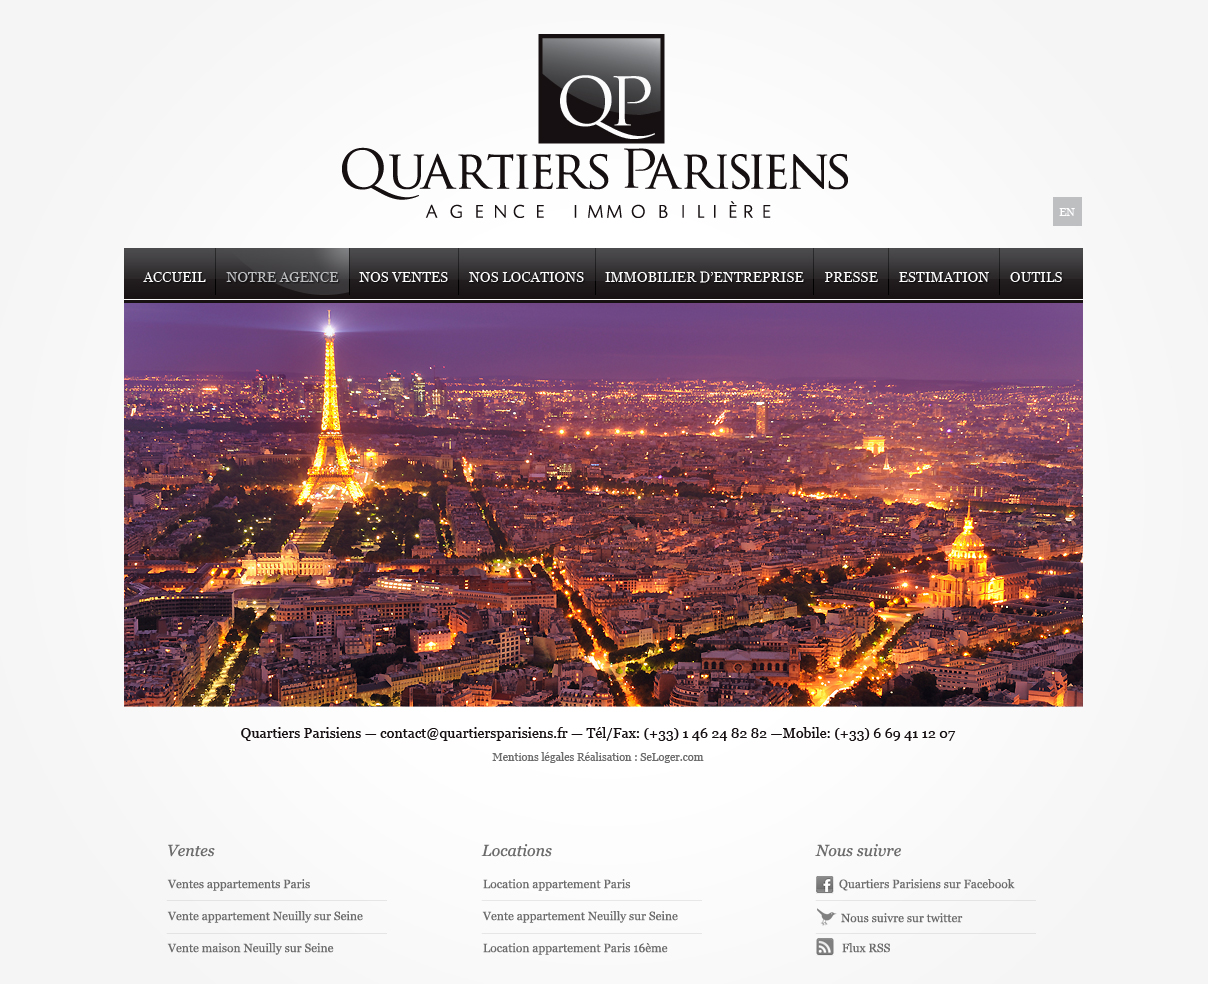 QP
QUARTIERS PARISIENS
AGENCE IMMOBILIÈRE
EN
ACCUEIL NOTRE AGENCE NOS VENTES NOS LOCATIONS IMMOBILIER D’ENTREPRISE PRESSE ESTIMATION OUTILS
Quartiers Parisiens — contact@quartiersparisiens.fr — Tél/Fax: (+33) 1 46 24 82 82 —Mobile: (+33) 6 69 41 12 07
Mentions légales Réalisation : SeLoger.com
Ventes
Ventes appartements Paris
Vente appartement Neuilly sur Seine
Vente maison Neuilly sur Seine
Locations
Location appartement Paris
Vente appartement Neuilly sur Seine
Location appartement Paris 16ème
Nous suivre
Quartiers Parisiens sur Facebook
Nous suivre sur twitter
Flux RSS